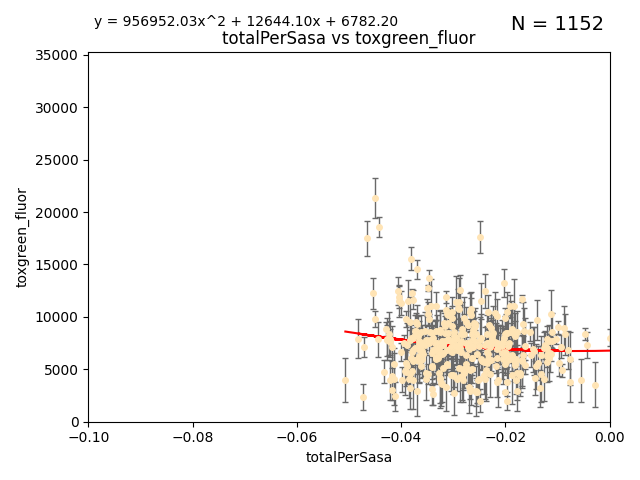 y = 956952.03x^2 + 12644.10x + 6782.20
N = 1152
totalPerSasa vs toxgreen_fluor
toxgreen_fluor
35000
30000
25000
20000
15000
10000
5000
0
−0.10
−0.08
−0.06
−0.04
−0.02
0.00
totalPerSasa